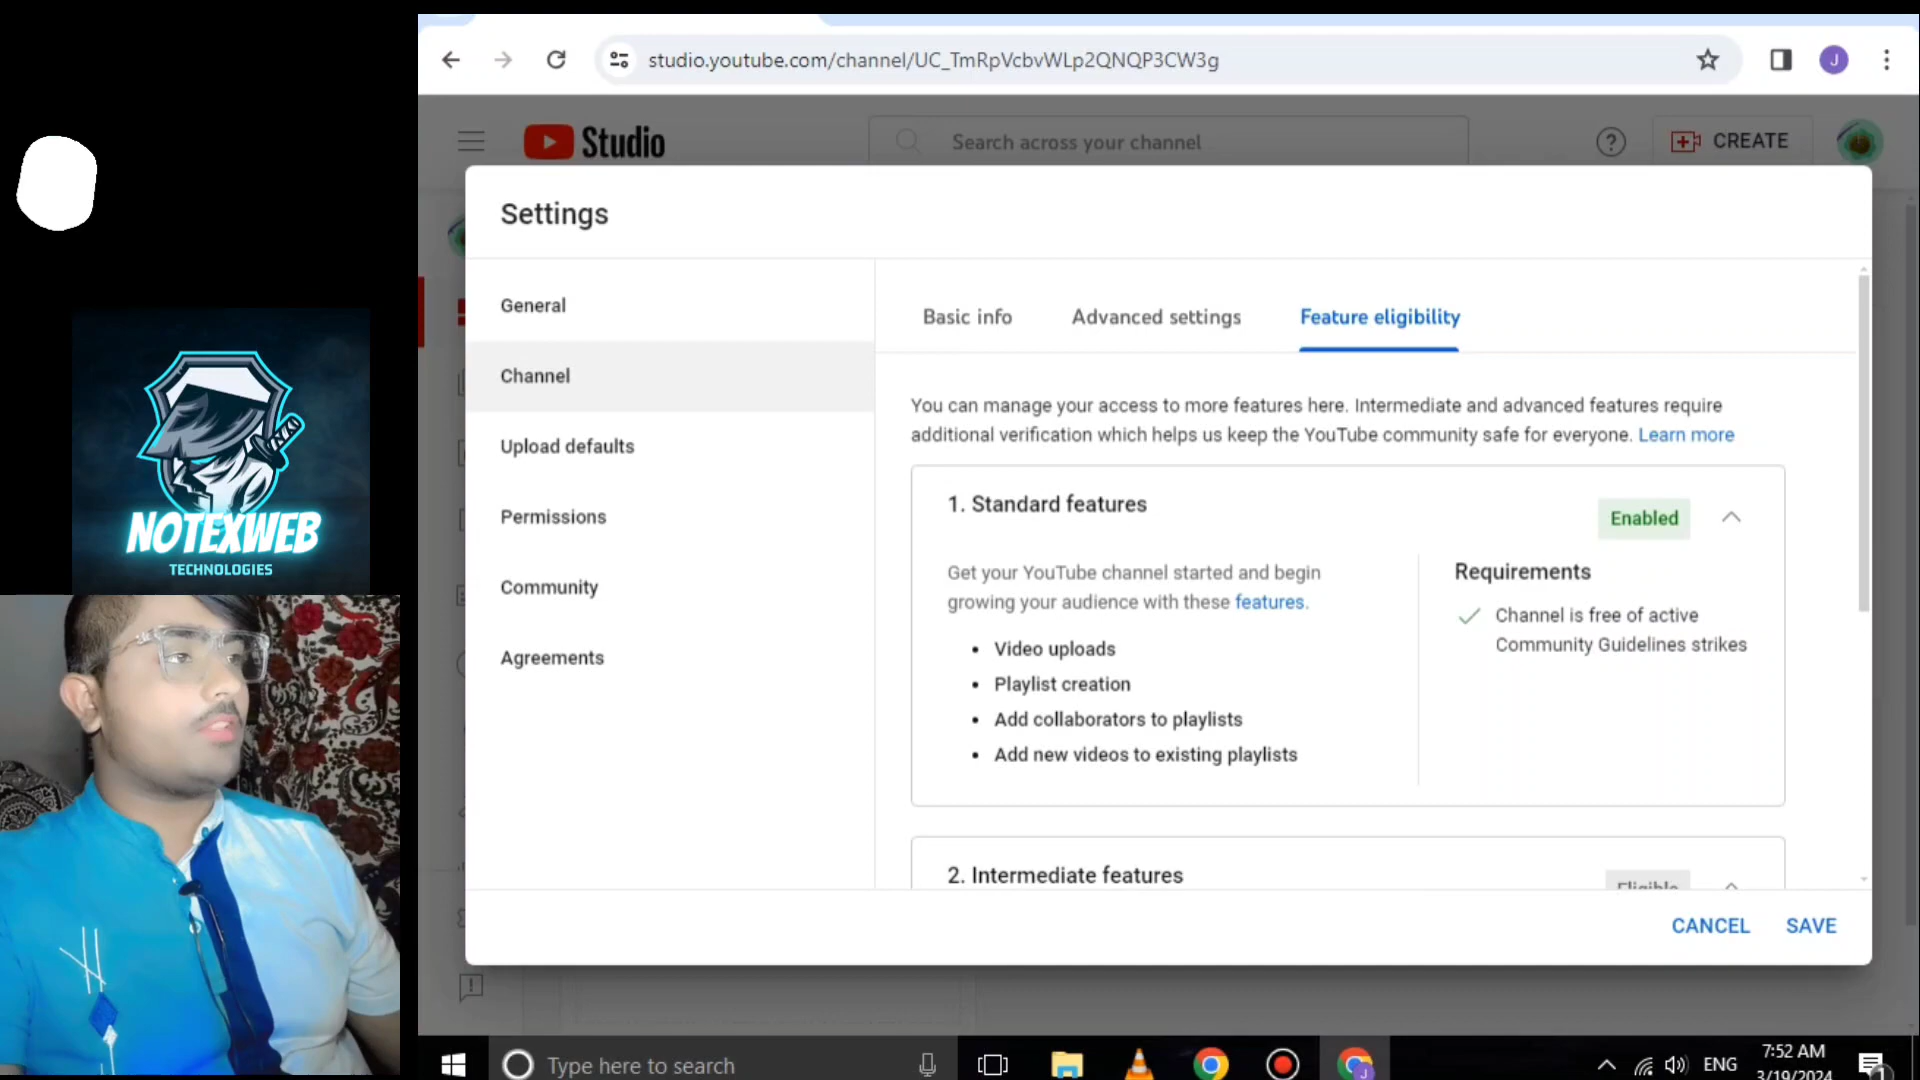 studio.youtube.com/channel/UC_TmRpVcbvWLp2QNQP3CW3g
J
Studio
Search across your channel
CREATE
Settings
General
Channel
Upload defaults
Permissions
Community
Agreements
Basic info
Advanced settings
Feature eligibility
You can manage your access to more features here. Intermediate and advanced features require
additional verification which helps us keep the YouTube community safe for everyone. Learn more
1. Standard features
Enabled
Get your YouTube channel started and begin
growing your audience with these features.
• Video uploads
• Playlist creation
• Add collaborators to playlists
• Add new videos to existing playlists
Requirements
Channel is free of active
Community Guidelines strikes
2. Intermediate features
Eligible
CANCEL
SAVE
NOTEXWEB
TECHNOLOGIES
Type here to search
ENG
7:52 AM
3/19/2024